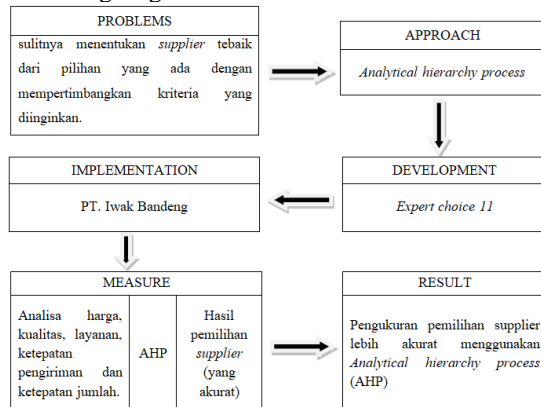 PROBLEMS
sulitnya menentukan supplier tebaik
dari pilihan yang ada dengan
mempertimbangkan kriteria yang
diinginkan.
APPROACH
Analytical hierarchy process
DEVELOPMENT
Expert choice 11
IMPLEMENTATION
PT. Iwak Bandeng
MEASURE
Analisa harga,
kualitas, layanan,
ketepatan
pengiriman dan
ketepatan jumlah.
AHP
Hasil
pemilihan
supplier
(yang
akurat)
RESULT
Pengukuran pemilihan supplier
lebih akurat menggunakan
Analytical hierarchy process
(AHP)